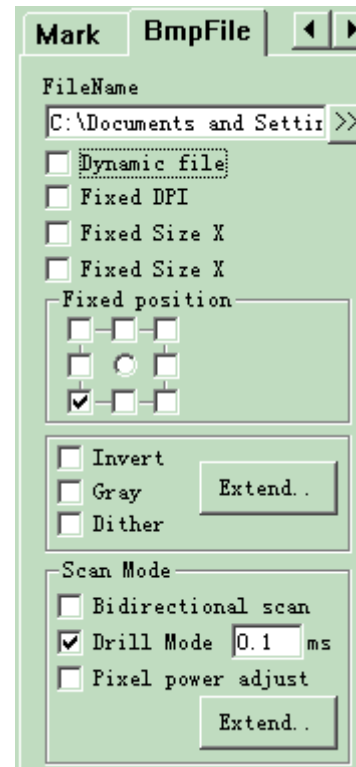 Mark BmpFile
FileName
C:\Documents and Settir >>
Dynamic file
Fixed DPI
Fixed Size X
Fixed Size X
Fixed position
Invert
Gray
Extend..
Dither
Scan Mode
Bidirectional scan
Drill Mode 0.1 ms
Pixel power adjust
Extend..